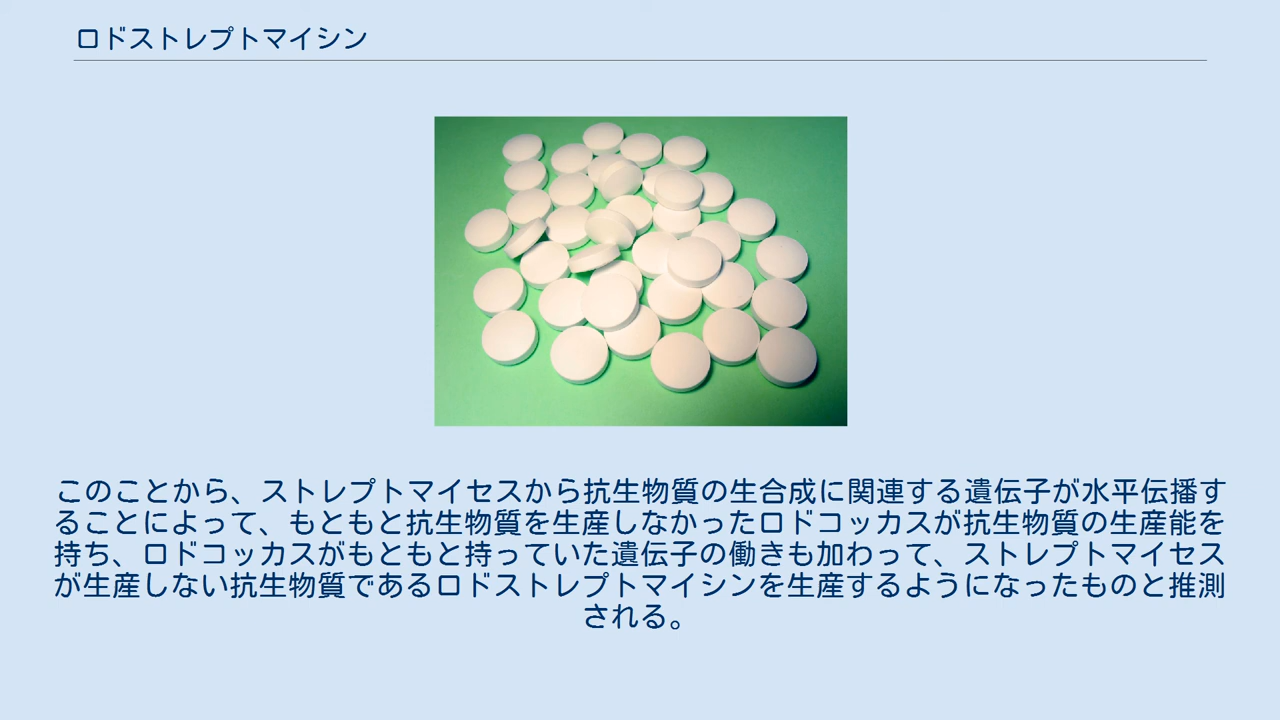 ロドストレプトマイシン
このことから、ストレプトマイセスから抗生物質の生合成に関連する遺伝子が水平伝播す
ることによって、もともと抗生物質を生産しなかったロドコッカスが抗生物質の生産能を
持ち、ロドコッカスがもともと持っていた遺伝子の働きも加わって、ストレプトマイセス
が生産しない抗生物質であるロドストレプトマイシンを生産するようになったものと推測
される。